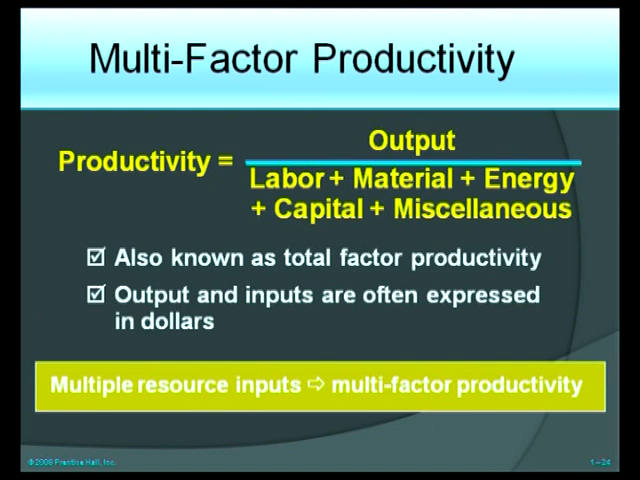 Multi-Factor Productivity
Output
Productivity =
Labor + Material + Energy
+ Capital + Miscellaneous
☑ Also known as total factor productivity
☑ Output and inputs are often expressed
in dollars
Multiple resource inputs ⇨ multi-factor productivity
© 2006 Prentice Hall, Inc.
1 – 24